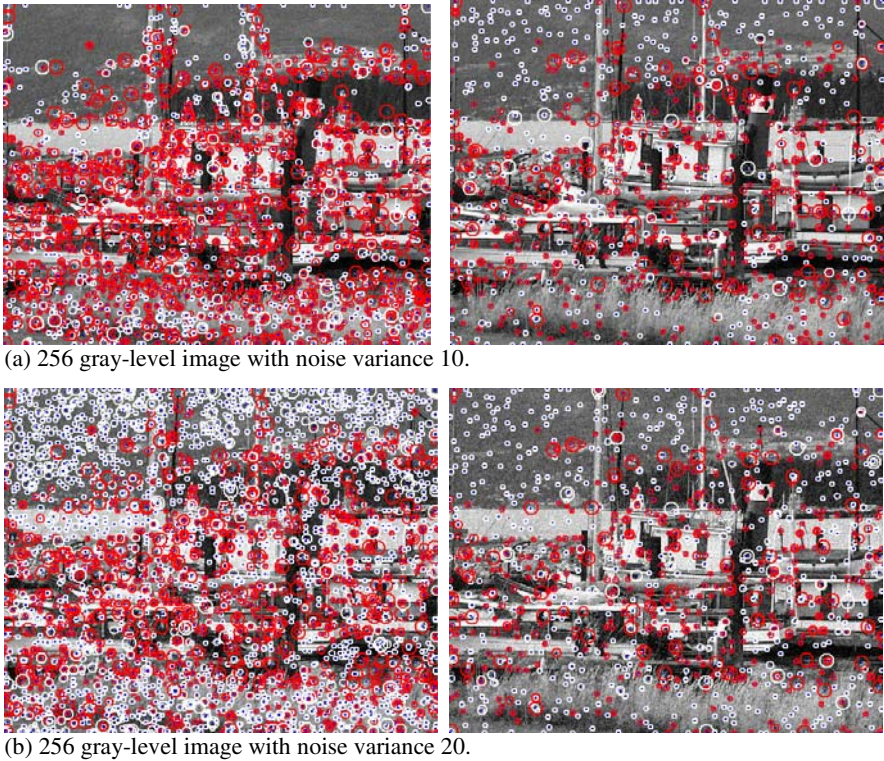 (a) 256 gray-level image with noise variance 10.
(b) 256 gray-level image with noise variance 20.